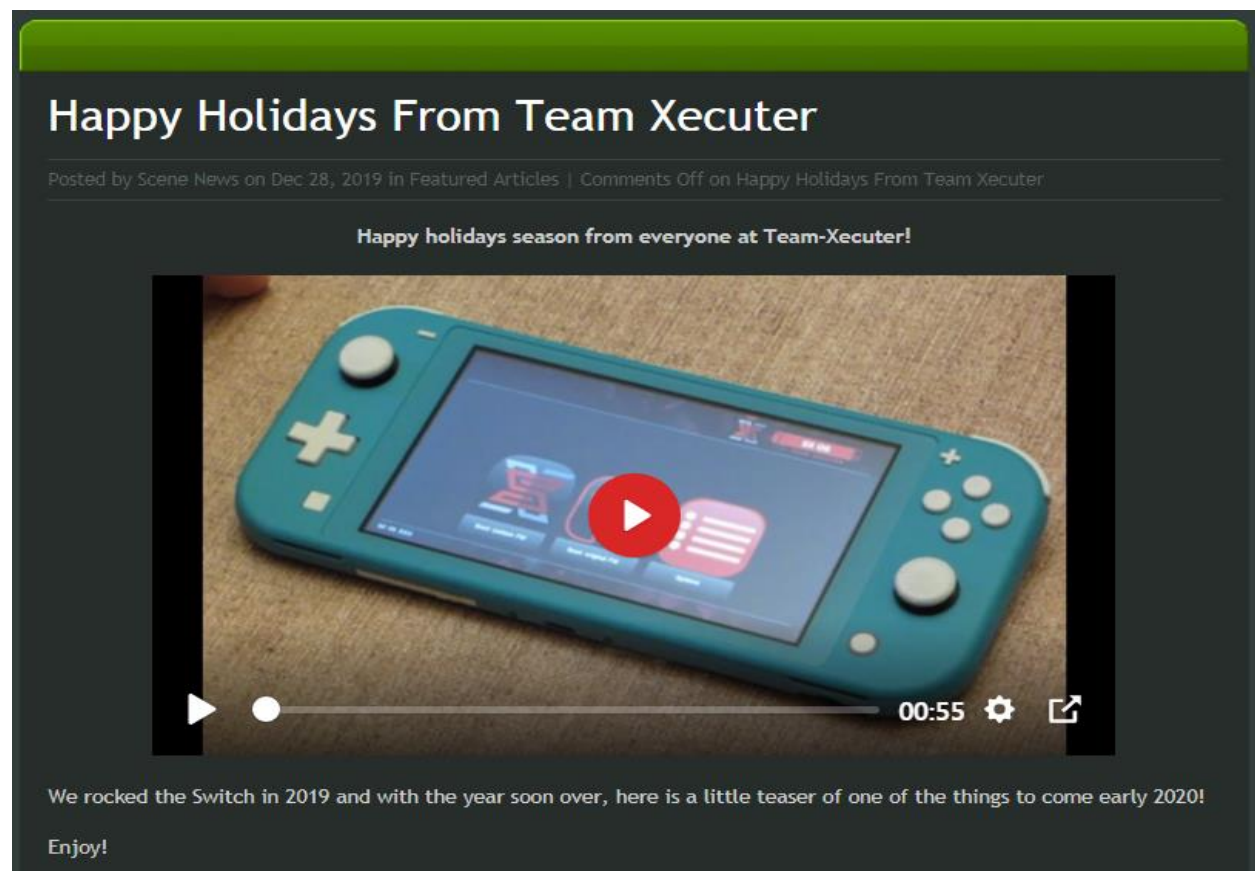 Happy Holidays From Team Xecuter
Posted by Scene News on Dec 28, 2019 in Featured Articles | Comments Off on Happy Holidays From Team Xecuter
Happy holidays season from everyone at Team-Xecuter!
Options
00:55
We rocked the Switch in 2019 and with the year soon over, here is a little teaser of one of the things to come early 2020!
Enjoy!